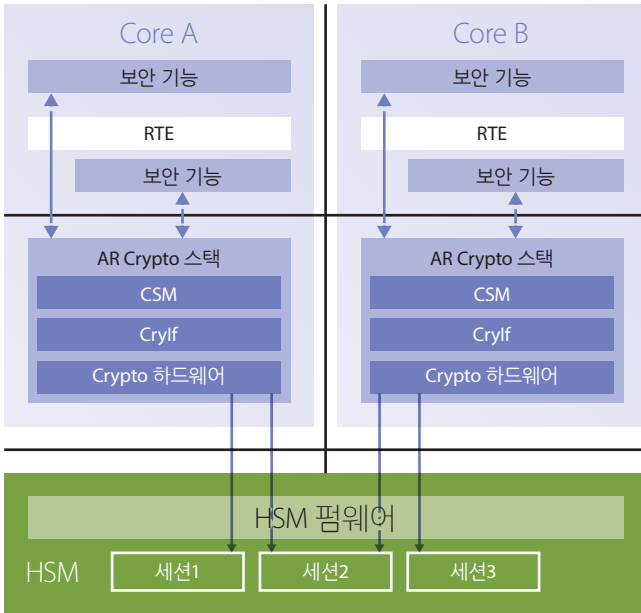 Core A
보안 기능
RTE
보안 기능
AR Crypto 스택
CSM
CryIf
Crypto 하드웨어
Core B
보안 기능
RTE
보안 기능
AR Crypto 스택
CSM
CryIf
Crypto 하드웨어
HSM 펌웨어
HSM
세션1
세션2
세션3